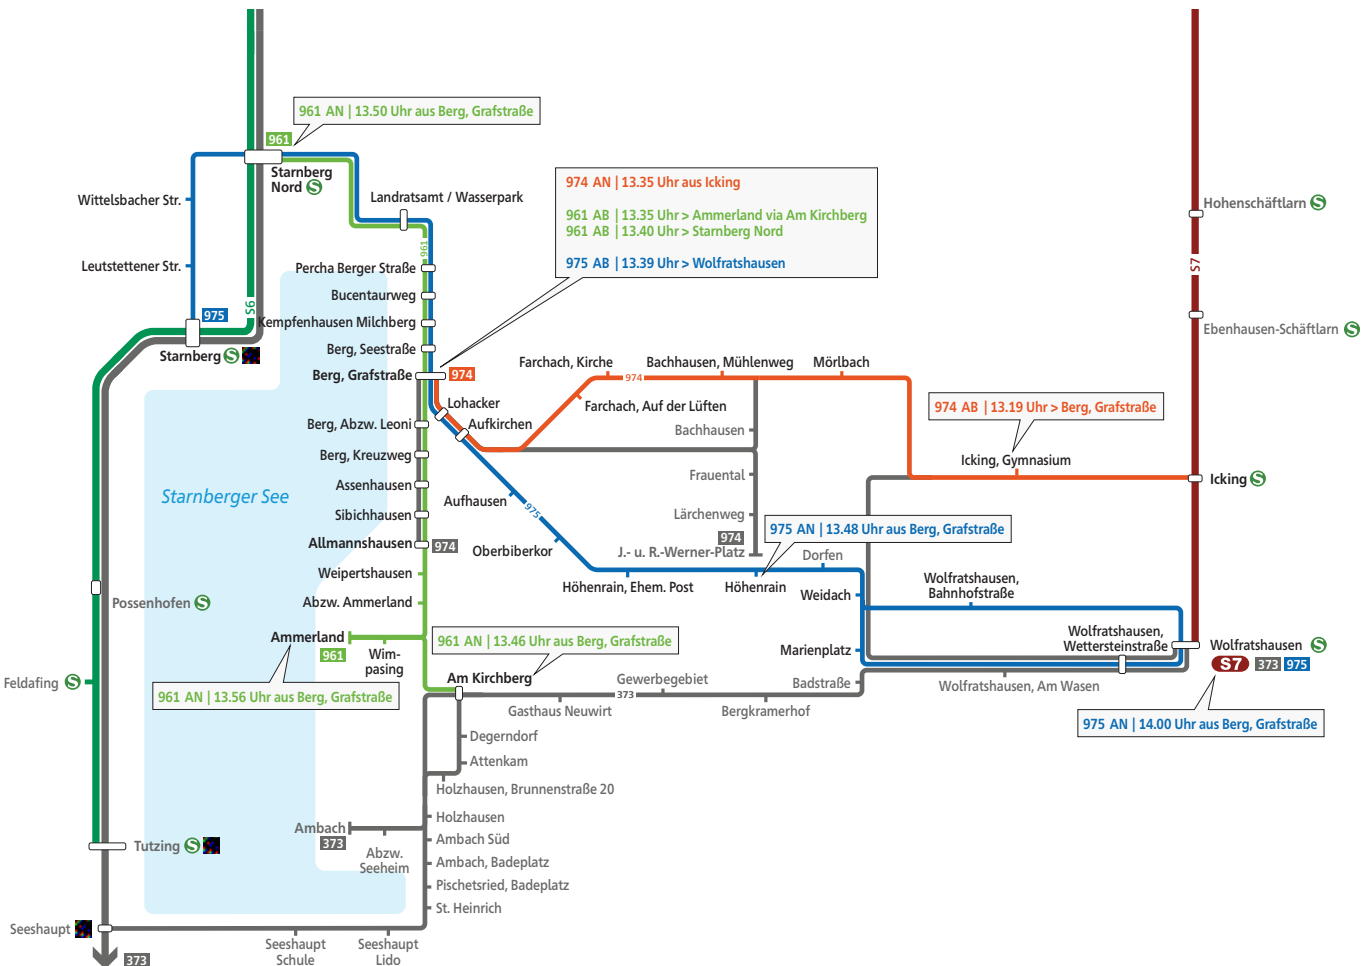 961 AN | 13.50 Uhr aus Berg, Grafstraße
961
Starnberg
Nord S
Landratsamt / Wasserpark
974 AN | 13.35 Uhr aus Icking
961 AB | 13.35 Uhr > Ammerland via Am Kirchberg
961 AB | 13.40 Uhr > Starnberg Nord
975 AB | 13.39 Uhr > Wolfratshausen
Wittelsbacher Str.
Leutstettener Str.
Hohenschäftlarn S
S7
Ebenhausen-Schäftlarn S
961
Percha Berger Straße
Bucentaurweg
Kempfenhausen Milchberg
Berg, Seestraße
Berg, Grafstraße
974
S6
975
Starnberg S
Lohacker
Aufkirchen
Farchach, Kirche
974
Bachhausen, Mühlenweg
Mörlbach
Farchach, Auf der Lüften
Bachhausen
974 AB | 13.19 Uhr > Berg, Grafstraße
Icking, Gymnasium
Icking S
Berg, Abzw. Leoni
Berg, Kreuzweg
Assenhausen
Sibichhausen
Allmannshausen
974
Starnberger See
Frauental
Lärchenweg
974
J.- u. R.-Werner-Platz
Aufhausen
975
Oberbiberkor
975 AN | 13.48 Uhr aus Berg, Grafstraße
Dorfen
Höhenrain, Ehem. Post
Höhenrain
Weidach
Wolfratshausen,
Bahnhofstraße
Weipertshausen
Abzw. Ammerland
Possenhofen S
Ammerland
961
Wim-
passing
961 AN | 13.46 Uhr aus Berg, Grafstraße
Marienplatz
Wolfratshausen,
Wettersteinstraße
Wolfratshausen S
S7 373 975
Feldafing S
961 AN | 13.56 Uhr aus Berg, Grafstraße
Am Kirchberg
Gewerbegebiet
373
Badstraße
Wolfratshausen, Am Wasen
Gasthaus Neuwirt
Bergkramerhof
975 AN | 14.00 Uhr aus Berg, Grafstraße
Degerndorf
Attenkam
Holzhausen, Brunnenstraße 20
Holzhausen
Ambach
373
Abzw.
Seeheim
Ambach Süd
Ambach, Badeplatz
Pischetsried, Badeplatz
St. Heinrich
Tutzing S
Seeshaupt
Seeshaupt
Schule
Seeshaupt
Lido
373